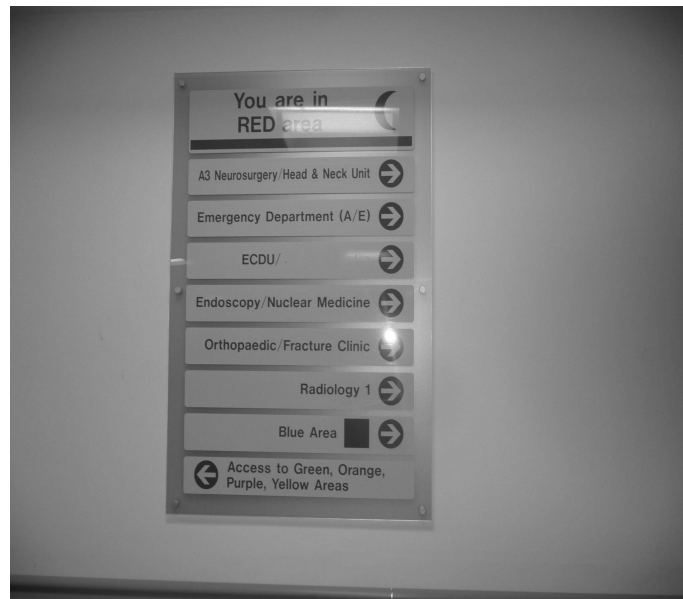 You are in
RED area
A3 Neurosurgery/Head & Neck Unit
Emergency Department (A/E)
ECDU/
Endoscopy/Nuclear Medicine
Orthopaedic/Fracture Clinic
Radiology 1
Blue Area
Access to Green, Orange,
Purple, Yellow Areas